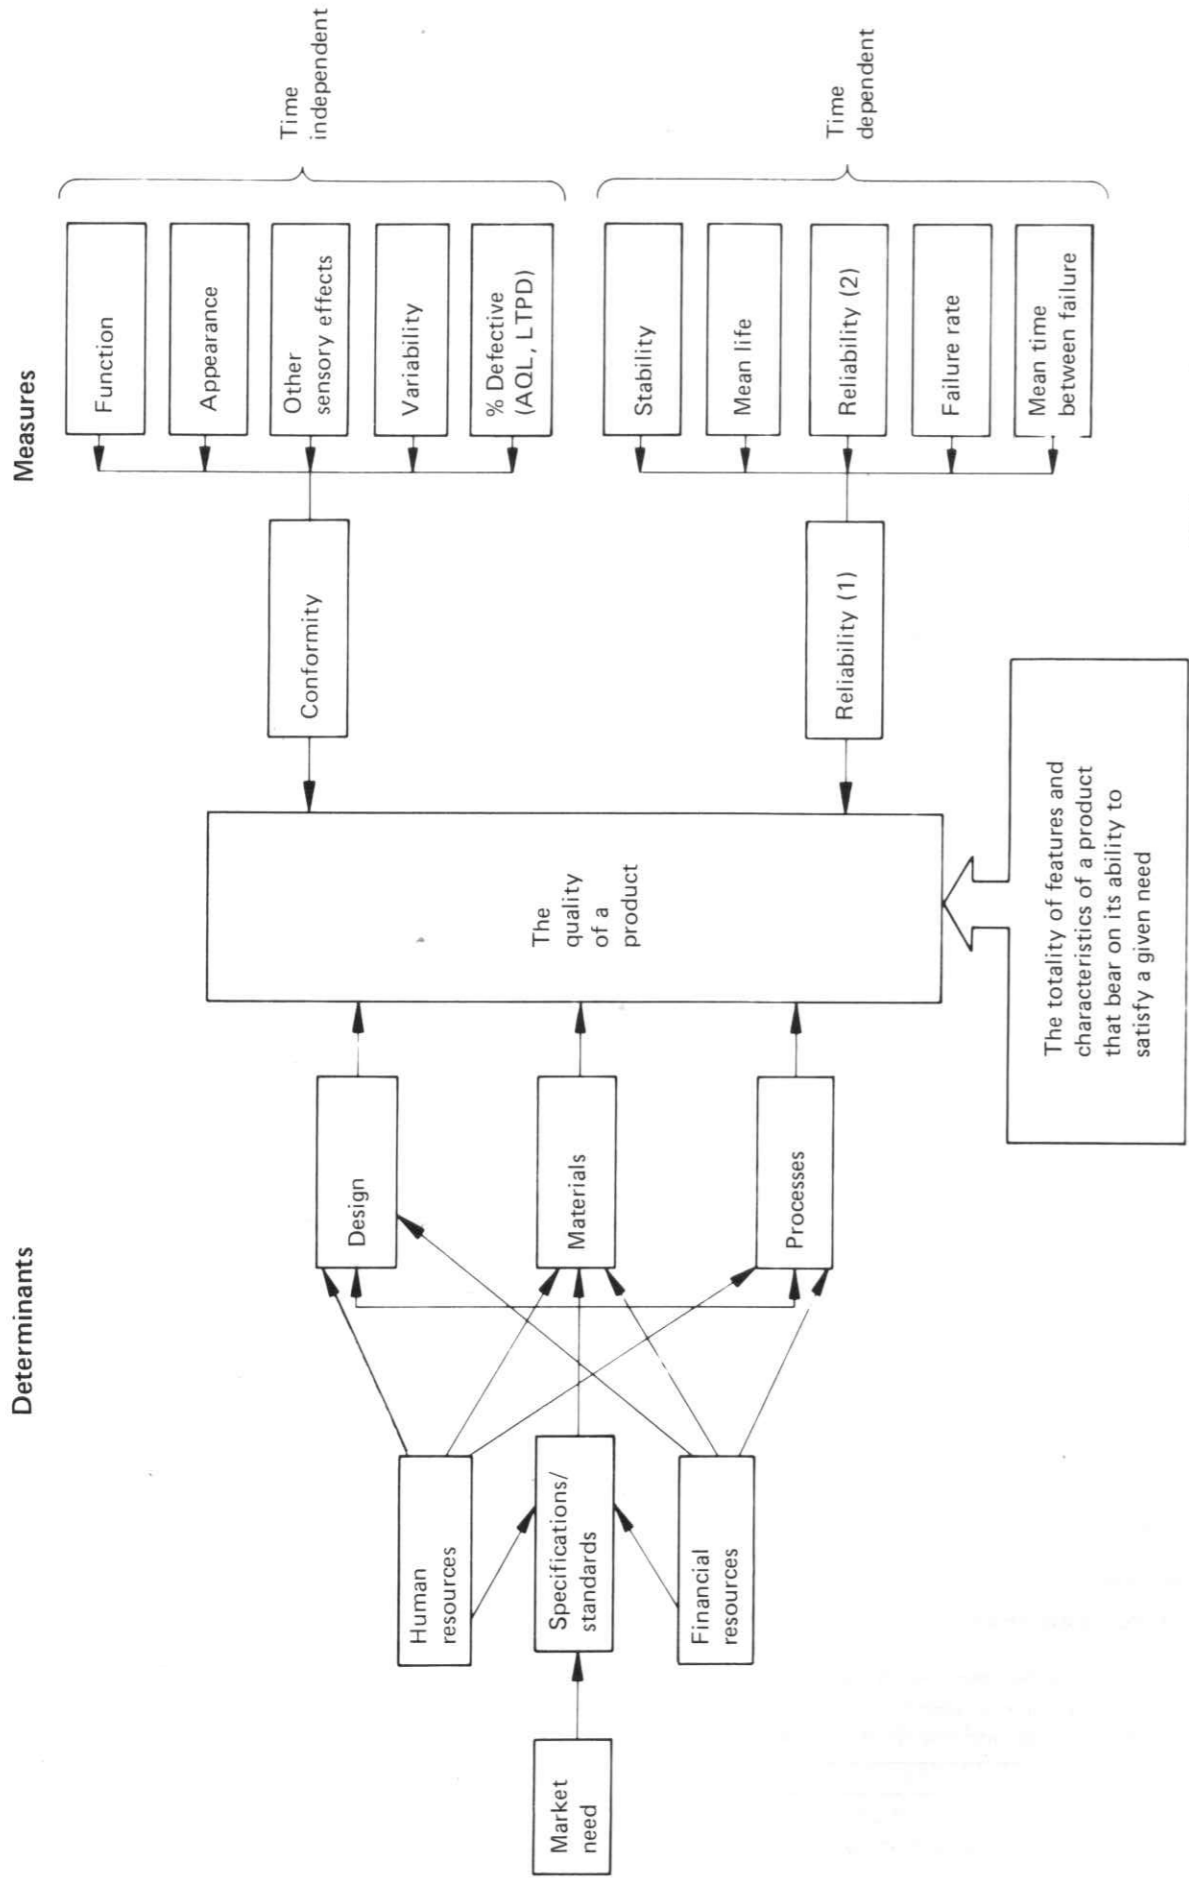 Determinants
Measures
Market
need
Human
resources
Specifications/
standards
Financial
resources
Design
Materials
Processes
The
quality
of a
product
Conformity
Reliability (1)
Function
Appearance
Other
sensory effects
Variability
% Defective
(AQL, LTPD)
Stability
Mean life
Reliability (2)
Failure rate
Mean time
between failure
Time
independent
Time
dependent
The totality of features and
characteristics of a product
that bear on its ability to
satisfy a given need